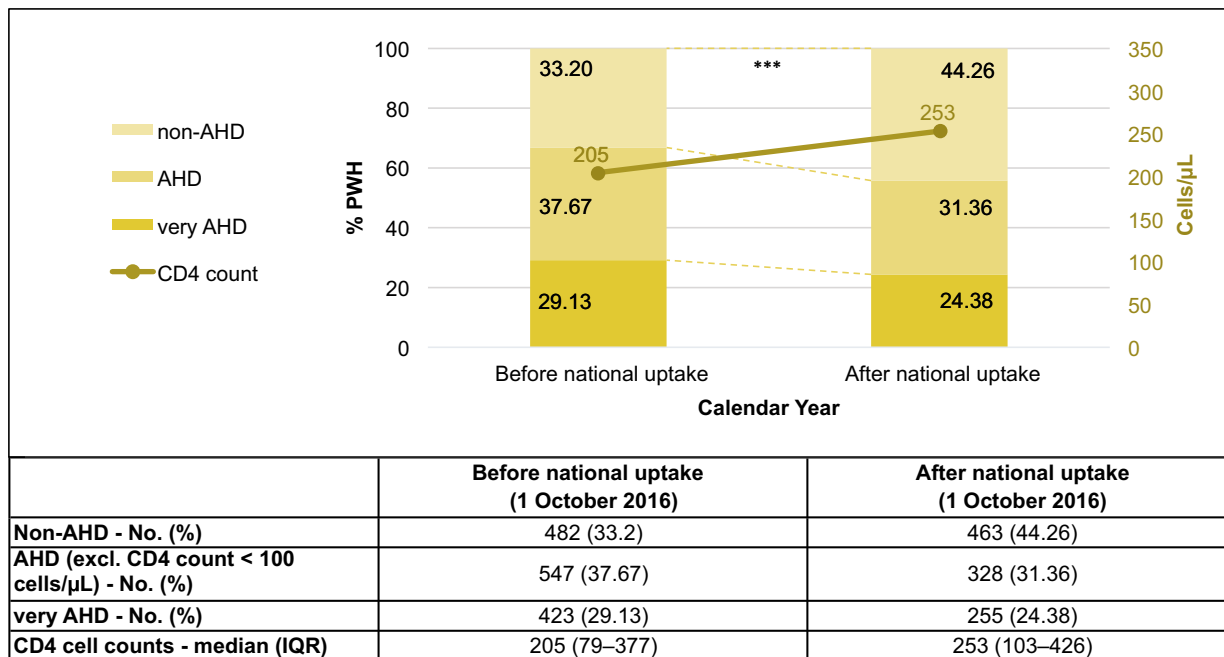 100
80
60
40
20
0
% PWH
non-AHD
AHD
very AHD
CD4 count
33.20
37.67
29.13
205
***
44.26
253
31.36
24.38
350
300
250
200
150
100
50
0
Cells/µL
Before national uptake
After national uptake
Calendar Year
Before national uptake
(1 October 2016)
After national uptake
(1 October 2016)
Non-AHD - No. (%)
482 (33.2)
463 (44.26)
AHD (excl. CD4 count < 100
cells/µL) - No. (%)
547 (37.67)
328 (31.36)
very AHD - No. (%)
423 (29.13)
255 (24.38)
CD4 cell counts - median (IQR)
205 (79–377)
253 (103–426)